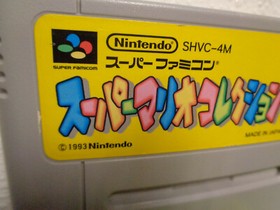 Nintendo SHVC-4M
SUPER FAMICOM
スーパーファミコン®
スーパーマリオコレクション
MADE IN JAPAN
©1993 Nintendo